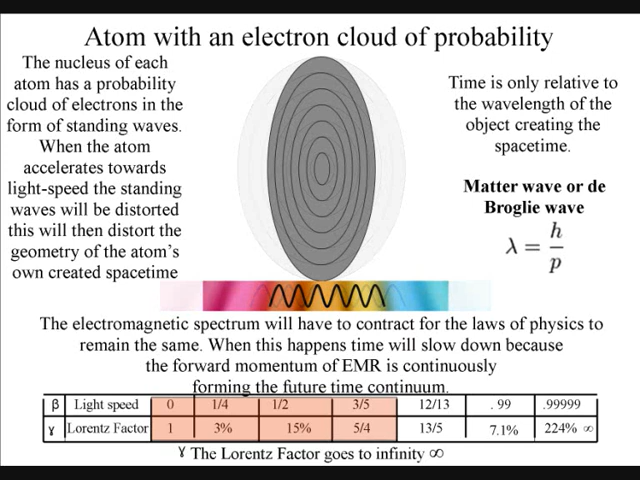 Atom with an electron cloud of probability
The nucleus of each
atom has a probability
cloud of electrons in the
form of standing waves.
When the atom
accelerates towards
light-speed the standing
waves will be distorted
this will then distort the
geometry of the atom's
own created spacetime
Time is only relative to
the wavelength of the
object creating the
spacetime.
Matter wave or de
Broglie wave
λ = h/p
The electromagnetic spectrum will have to contract for the laws of physics to
remain the same. When this happens time will slow down because
the forward momentum of EMR is continuously
forming the future time continuum.
β Light speed 0 1/4 1/2 3/5 12/13 .99 .99999
γ Lorentz Factor 1 3% 15% 5/4 13/5 7.1% 224% ∞
γ The Lorentz Factor goes to infinity ∞